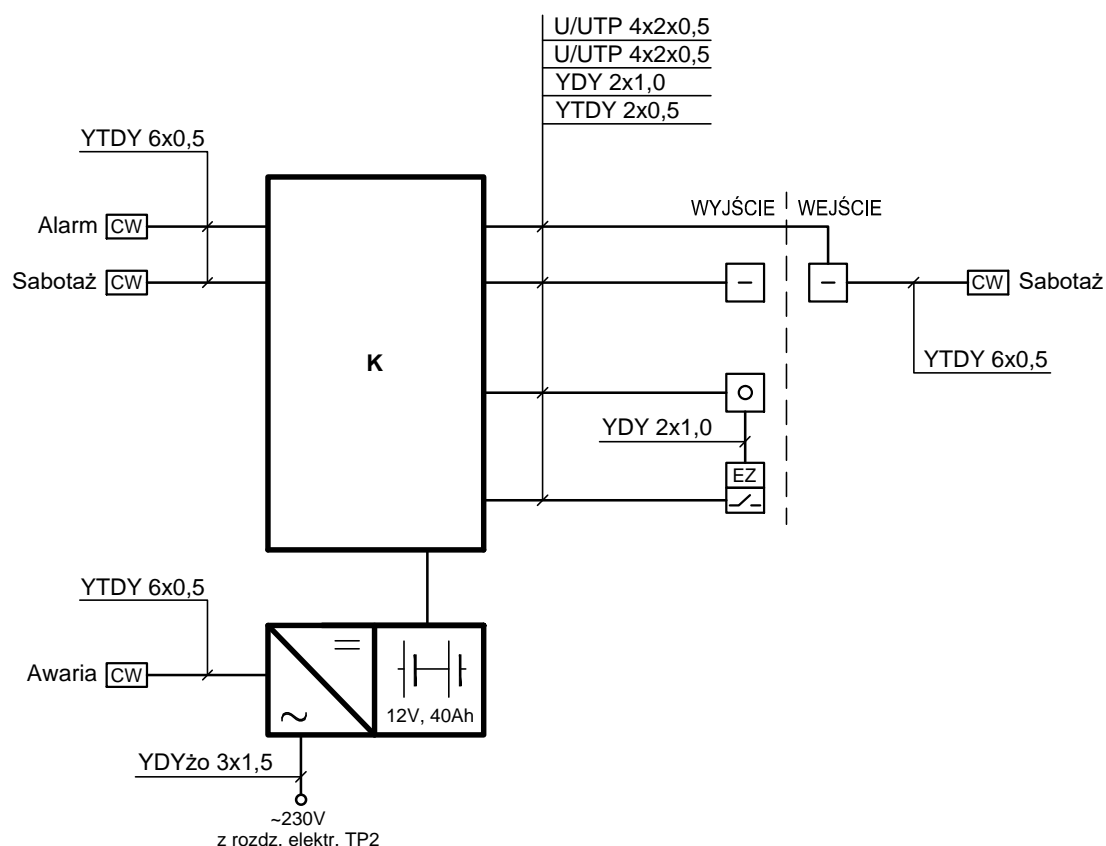 U/UTP 4x2x0,5
U/UTP 4x2x0,5
YDY 2x1,0
YTDY 2x0,5
YTDY 6x0,5
WYJŚCIE WEJŚCIE
Alarm CW
Sabotaż CW
CW Sabotaż
K
YTDY 6x0,5
YDY 2x1,0
EZ
YTDY 6x0,5
Awaria CW
12V, 40Ah
YDYżo 3x1,5
~230V
z rozdz. elektr. TP2